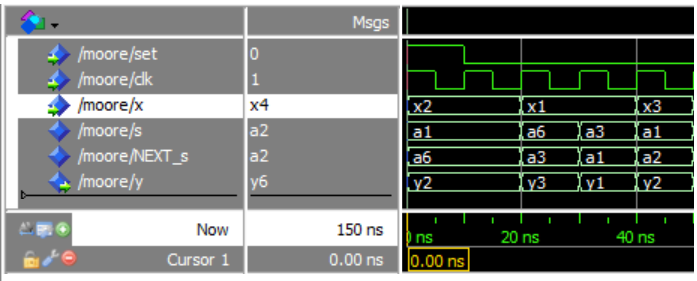 Msgs
/moore/set 0
/moore/clk 1
/moore/x x4 x2 x1 x3
/moore/s a2 a1 a6 a3 a1
/moore/NEXT_s a2 a6 a3 a1 a2
/moore/y y6 y2 y3 y1 y2
Now 150 ns ns 20 ns 40 ns
Cursor 1 0.00 ns 0.00 ns